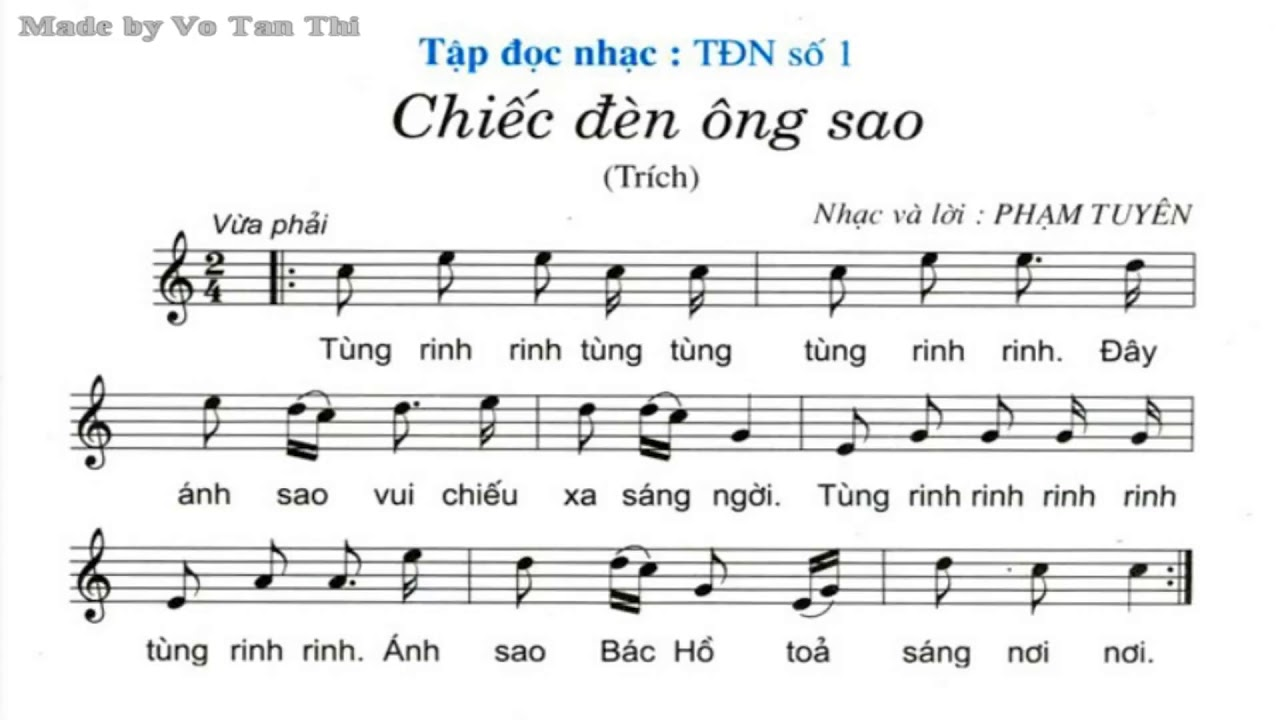 Made by Vo Tan Thi
Tập đọc nhạc : TĐN số 1
Chiếc đèn ông sao
(Trích)
Nhạc và lời : PHẠM TUYÊN
Vừa phải
2
4
Tùng rinh rinh tùng tùng tùng rinh rinh. Đây
ánh sao vui chiếu xa sáng ngời. Tùng rinh rinh rinh rinh
tùng rinh rinh. Ánh sao Bác Hồ toả sáng nơi nơi.